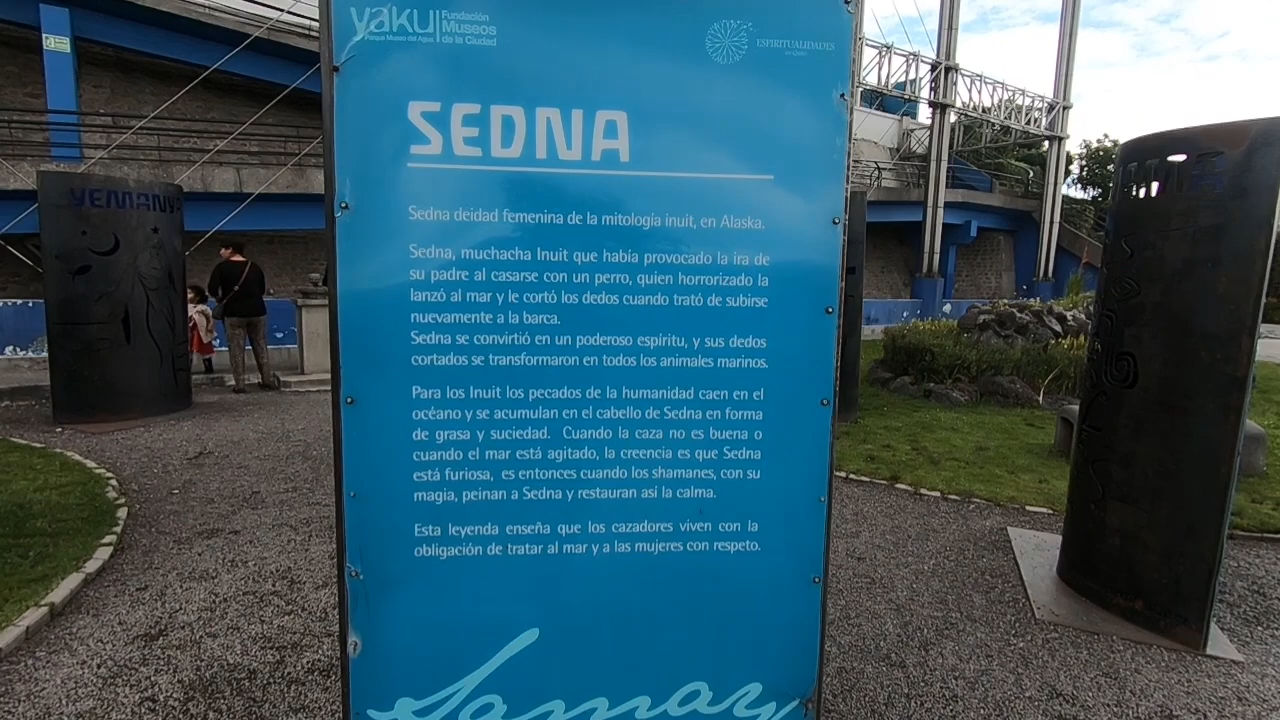 yaku
Parque Museo del Agua
Fundación
Museos
de la Ciudad
ESPIRITUALIDADES
SEDNA
Sedna deidad femenina de la mitología inuit, en Alaska.
Sedna, muchacha Inuit que había provocado la ira de
su padre al casarse con un perro, quien horrorizado la
lanzó al mar y le cortó los dedos cuando trató de subirse
nuevamente a la barca.
Sedna se convirtió en un poderoso espíritu, y sus dedos
cortados se transformaron en todos los animales marinos.
Para los Inuit los pecados de la humanidad caen en el
océano y se acumulan en el cabello de Sedna en forma
de grasa y suciedad. Cuando la caza no es buena o
cuando el mar está agitado, la creencia es que Sedna
está furiosa, es entonces cuando los shamanes, con su
magia, peinan a Sedna y restauran así la calma.
Esta leyenda enseña que los cazadores viven con la
obligación de tratar al mar y a las mujeres con respeto.
Samay
YEMANYA